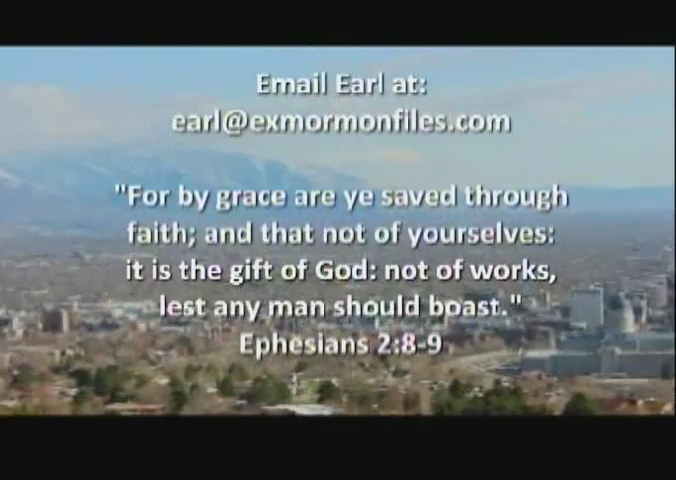 Email Earl at:
earl@exmormonfiles.com
"For by grace are ye saved through
faith; and that not of yourselves:
it is the gift of God: not of works,
lest any man should boast."
Ephesians 2:8-9